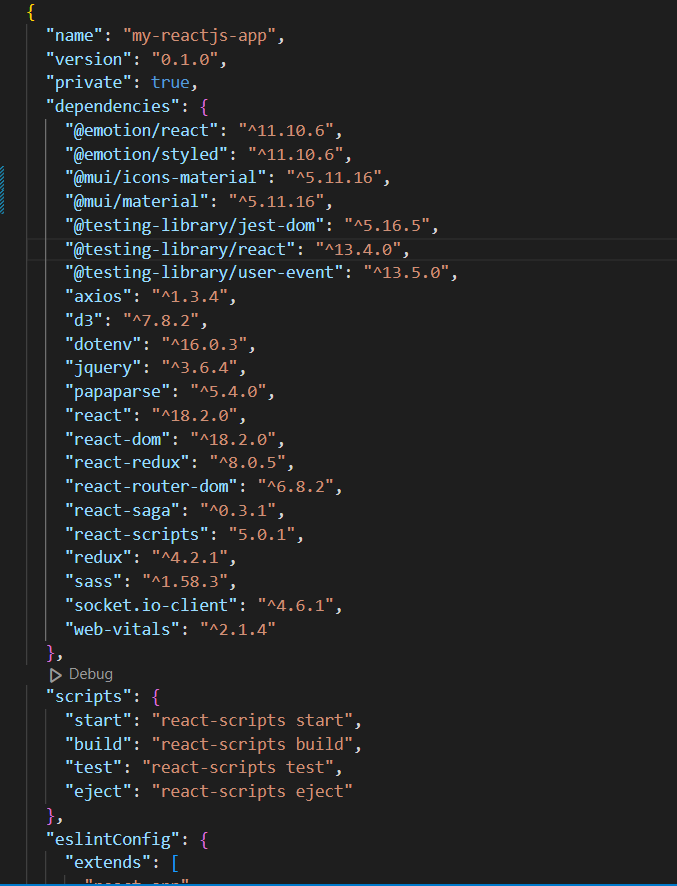 {
"name": "my-reactjs-app",
"version": "0.1.0",
"private": true,
"dependencies": {
"@emotion/react": "^11.10.6",
"@emotion/styled": "^11.10.6",
"@mui/icons-material": "^5.11.16",
"@mui/material": "^5.11.16",
"@testing-library/jest-dom": "^5.16.5",
"@testing-library/react": "^13.4.0",
"@testing-library/user-event": "^13.5.0",
"axios": "^1.3.4",
"d3": "^7.8.2",
"dotenv": "^16.0.3",
"jquery": "^3.6.4",
"papaparse": "^5.4.0",
"react": "^18.2.0",
"react-dom": "^18.2.0",
"react-redux": "^8.0.5",
"react-router-dom": "^6.8.2",
"react-saga": "^0.3.1",
"react-scripts": "5.0.1",
"redux": "^4.2.1",
"sass": "^1.58.3",
"socket.io-client": "^4.6.1",
"web-vitals": "^2.1.4"
},
Debug
"scripts": {
"start": "react-scripts start",
"build": "react-scripts build",
"test": "react-scripts test",
"eject": "react-scripts eject"
},
"eslintConfig": {
"extends": [